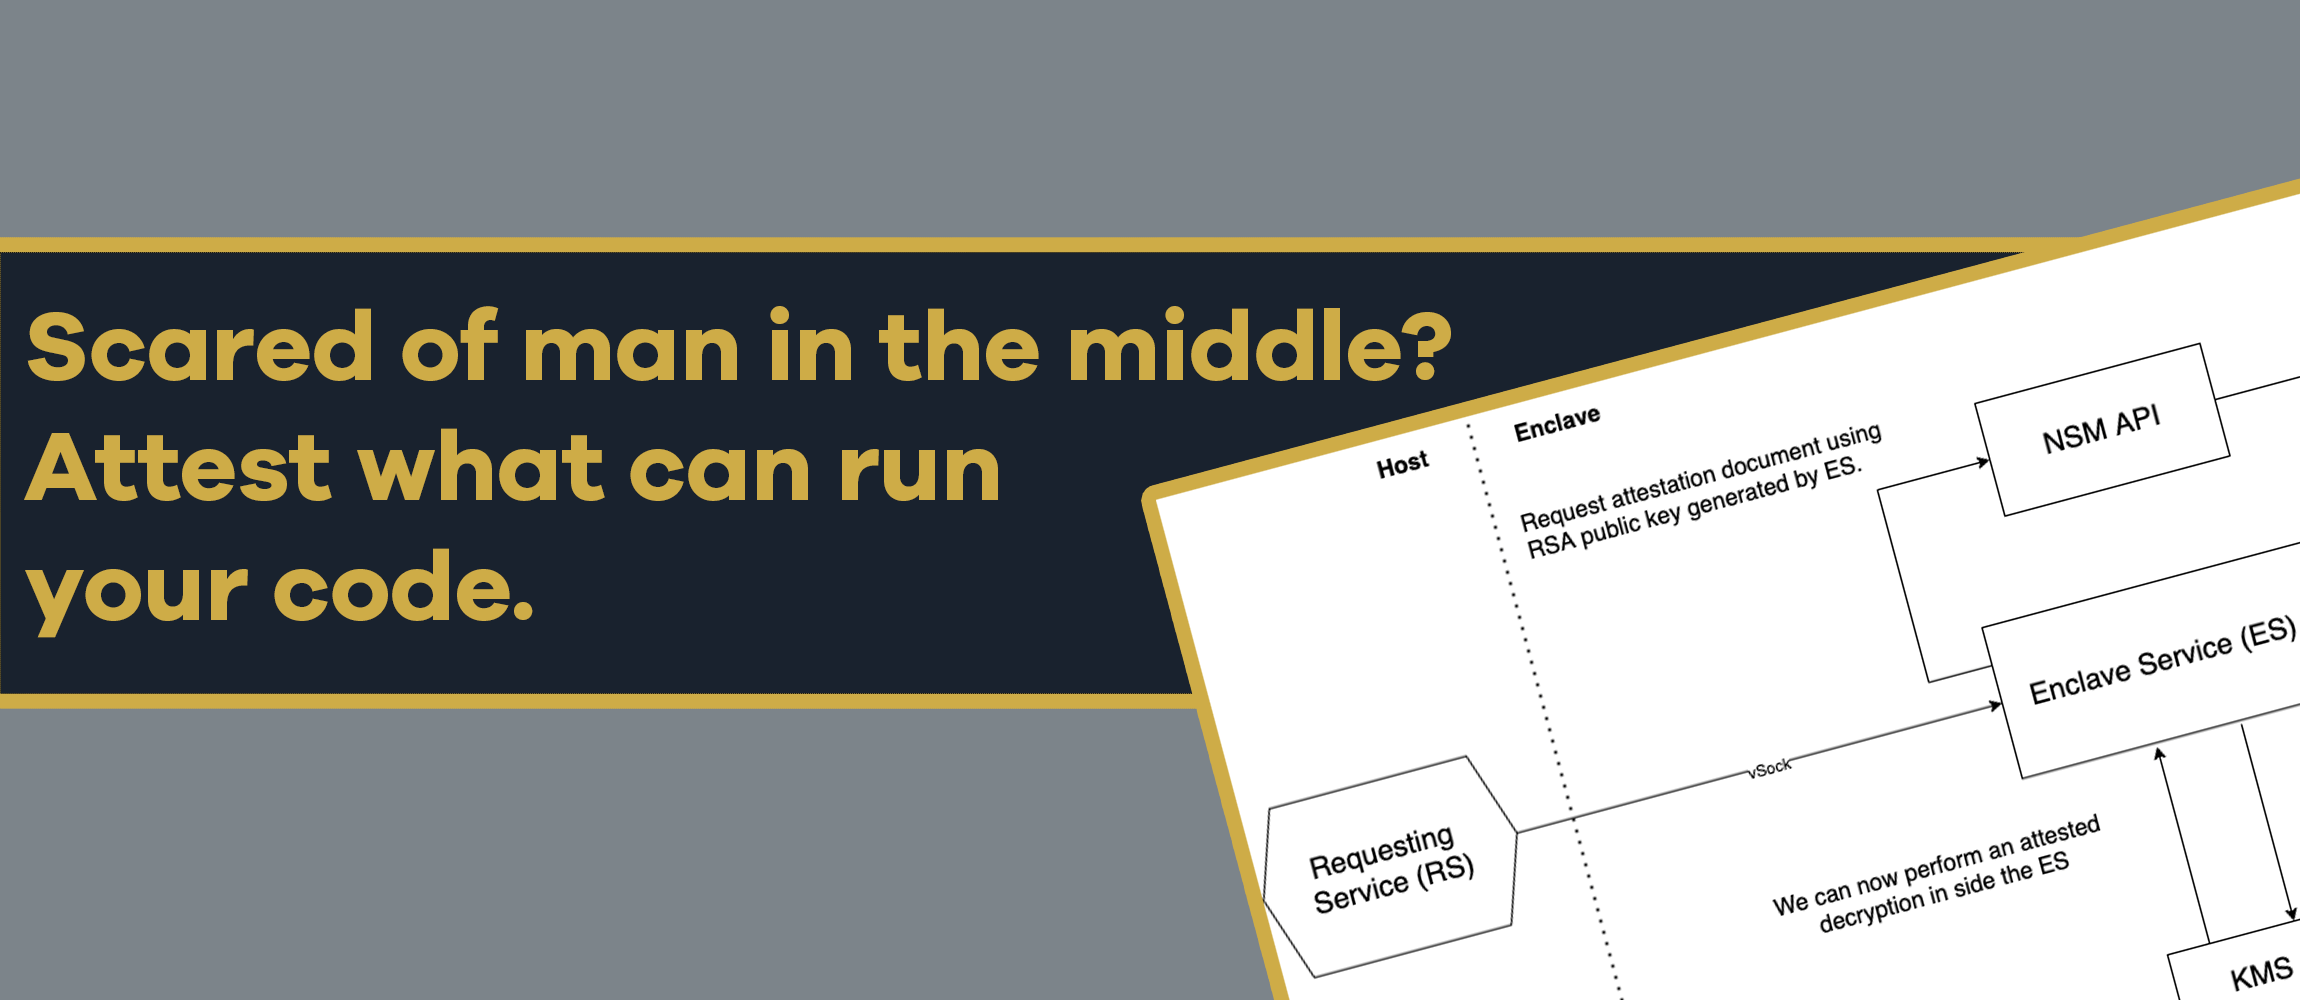 Scared of man in the middle?
Attest what can run
your code.
Host
Enclave
Request attestation document using
RSA public key generated by ES.
NSM API
Enclave Service (ES)
vSock
Requesting
Service (RS)
We can now perform an attested
decryption in side the ES
KMS